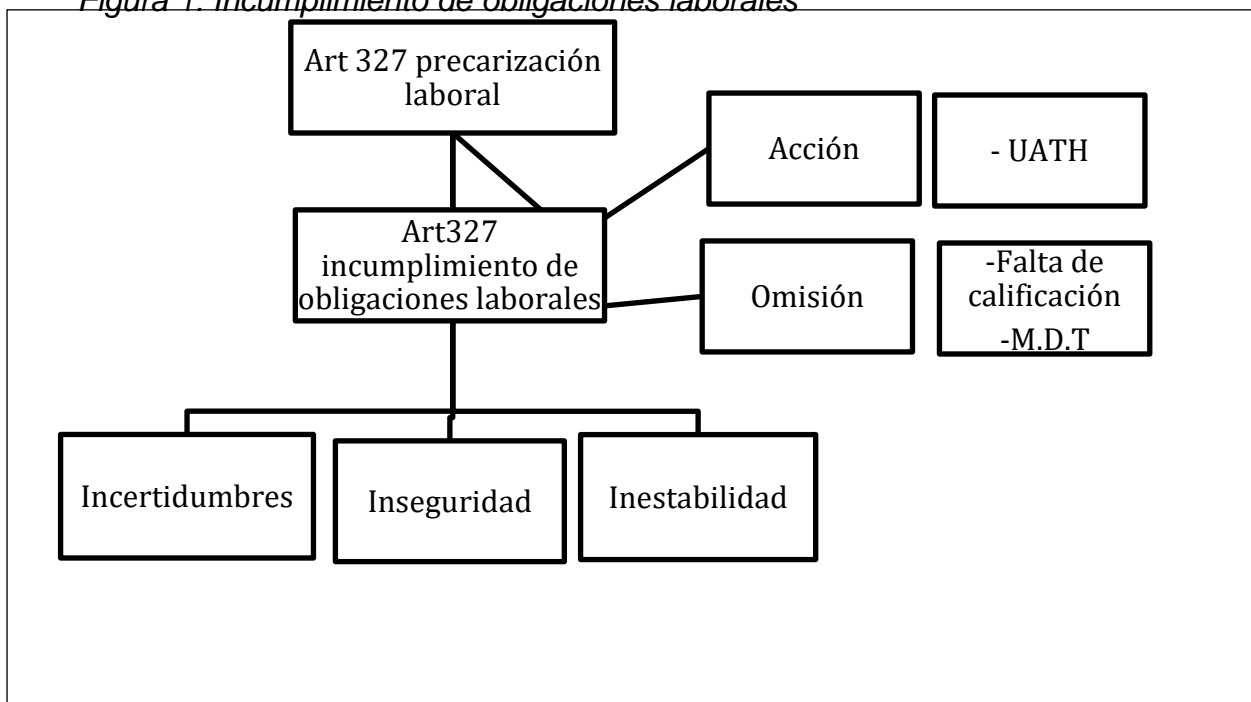 Figura 1. Incumplimiento de obligaciones laborales
Art 327 precarización
laboral
Acción
- UATH
Art327
incumplimiento de
obligaciones laborales
Omisión
-Falta de
calificación
-M.D.T
Incertidumbres
Inseguridad
Inestabilidad